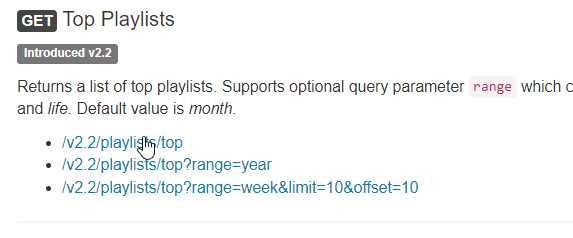 GET Top Playlists
Introduced v2.2
Returns a list of top playlists. Supports optional query parameter range which c
and life. Default value is month.
• /v2.2/playlists/top
• /v2.2/playlists/top?range=year
• /v2.2/playlists/top?range=week&limit=10&offset=10